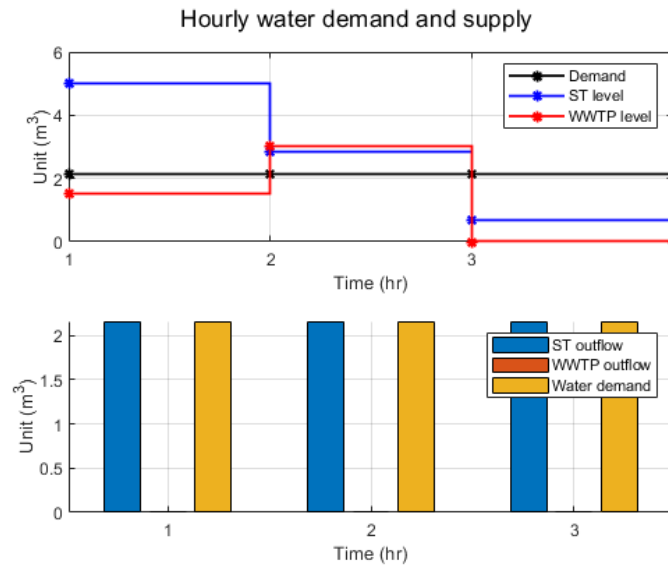 Hourly water demand and supply
6
4
2
0
Unit (m³)
Demand
ST level
WWTP level
1
2
3
Time (hr)
2
1.5
1
0.5
0
Unit (m³)
ST outflow
WWTP outflow
Water demand
1
2
3
Time (hr)